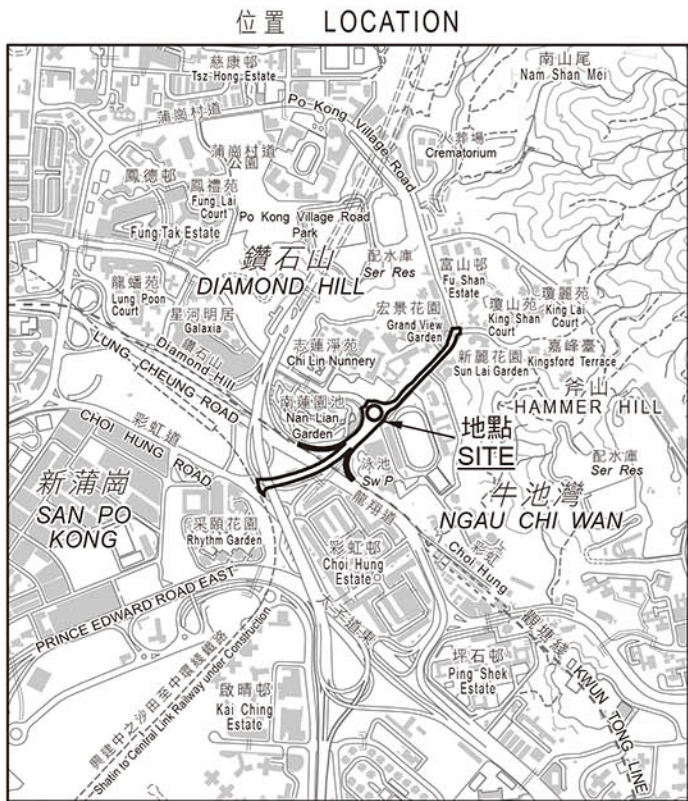 位置 LOCATION
慈康邨
Tsz Hong Estate
南山尾
Nam Shan Mei
蒲崗村道
Po Kong Village Road
蒲崗村道
公園
火葬場
Crematorium
鳳德邨
鳳禮苑
Fung Lai
Court
Fung Tak Estate
Po Kong Village Road
Park
配水庫
Ser Res
鑽石山
DIAMOND HILL
富山邨
Fu Shan
Estate
瓊山苑
King Shan
Court
瓊麗苑
King Lai
Court
龍蟠苑
Lung Poon
Court
星河明居
Galaxia
宏景花園
Grand View
Garden
鑽石山
Diamond Hill
志蓮淨苑
Chi Lin Nunnery
新麗花園
Sun Lai Garden
嘉峰臺
Kingsford Terrace
LUNG CHEUNG ROAD
斧山
HAMMER HILL
南蓮園池
Nan Lian
Garden
彩虹道
CHOI HUNG ROAD
地點
SITE
泳池
Sw P
配水庫
Ser Res
新蒲崗
SAN PO
KONG
龍翔道
牛池灣
NGAU CHI WAN
采頤花園
Rhythm Garden
彩虹邨
Choi Hung
Estate
彩虹
Choi Hung
PRINCE EDWARD ROAD EAST
太子道東
觀塘綫
KWUN TONG LINE
坪石邨
Ping Shek
Estate
啟晴邨
Kai Ching
Estate
興建中之沙田至中環綫鐵路
Shatin to Central Link Railway under Construction